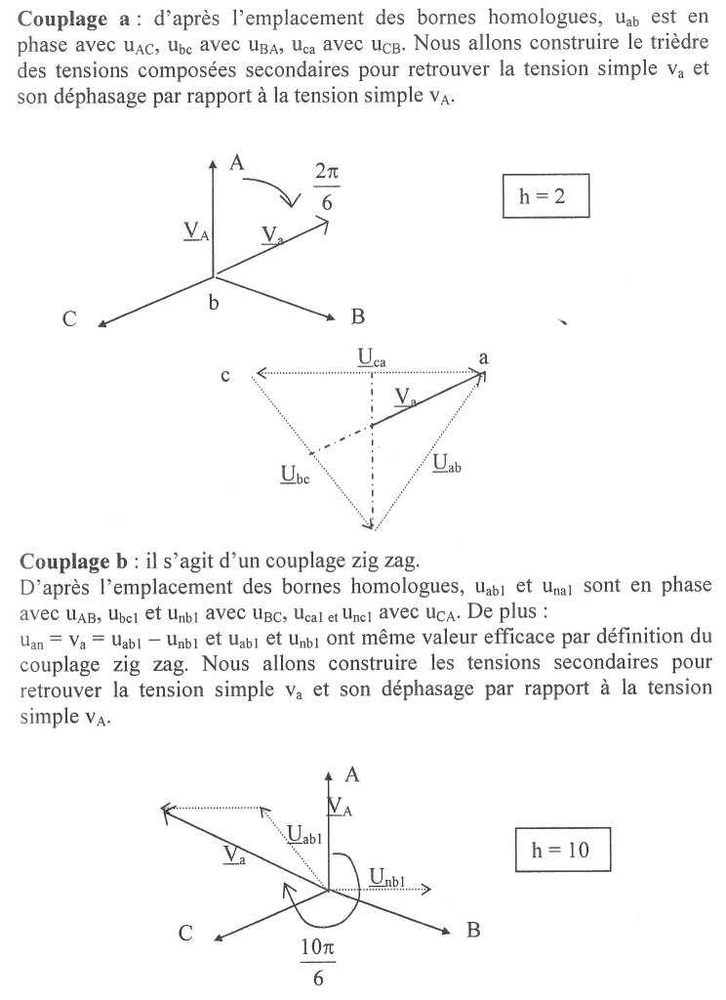 Couplage a : d'après l'emplacement des bornes homologues, uab est en
phase avec uAC, ubc avec uBA, uca avec uCB. Nous allons construire le trièdre
des tensions composées secondaires pour retrouver la tension simple va et
son déphasage par rapport à la tension simple vA.
A
2π
6
h = 2
VA
Va
b
C
B
Uca
a
c
Va
Ubc
Uab
Couplage b : il s'agit d'un couplage zig zag.
D'après l'emplacement des bornes homologues, uab1 et una1 sont en phase
avec uAB, ubc1 et unb1 avec uBC, uca1 et unc1 avec uCA. De plus :
uan = va = uab1 – unb1 et uab1 et unb1 ont même valeur efficace par définition du
couplage zig zag. Nous allons construire les tensions secondaires pour
retrouver la tension simple va et son déphasage par rapport à la tension
simple vA.
A
VA
Uab1
Va
h = 10
Unb1
C
B
10π
6